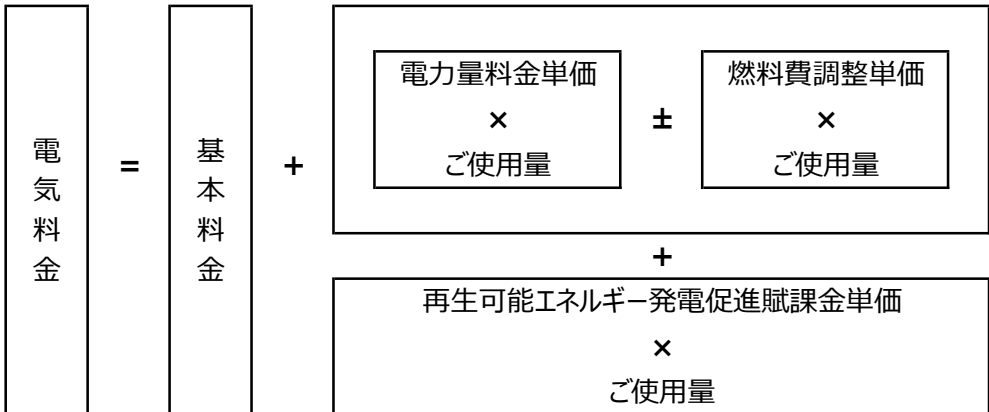 電気料金
=
基本料金
+
電力量料金単価
×
ご使用量
±
燃料費調整単価
×
ご使用量
+
再生可能エネルギー発電促進賦課金単価
×
ご使用量